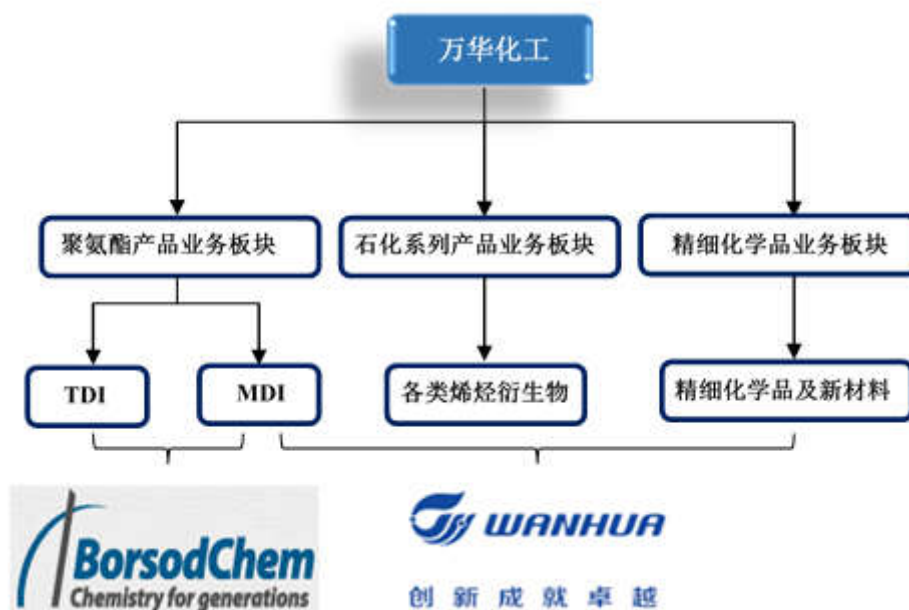 万华化工
聚氨酯产品业务板块
石化系列产品业务板块
精细化学品业务板块
TDI
MDI
各类烯烃衍生物
精细化学品及新材料
BorsodChem
Chemistry for generations
WANHUA
创新成就卓越